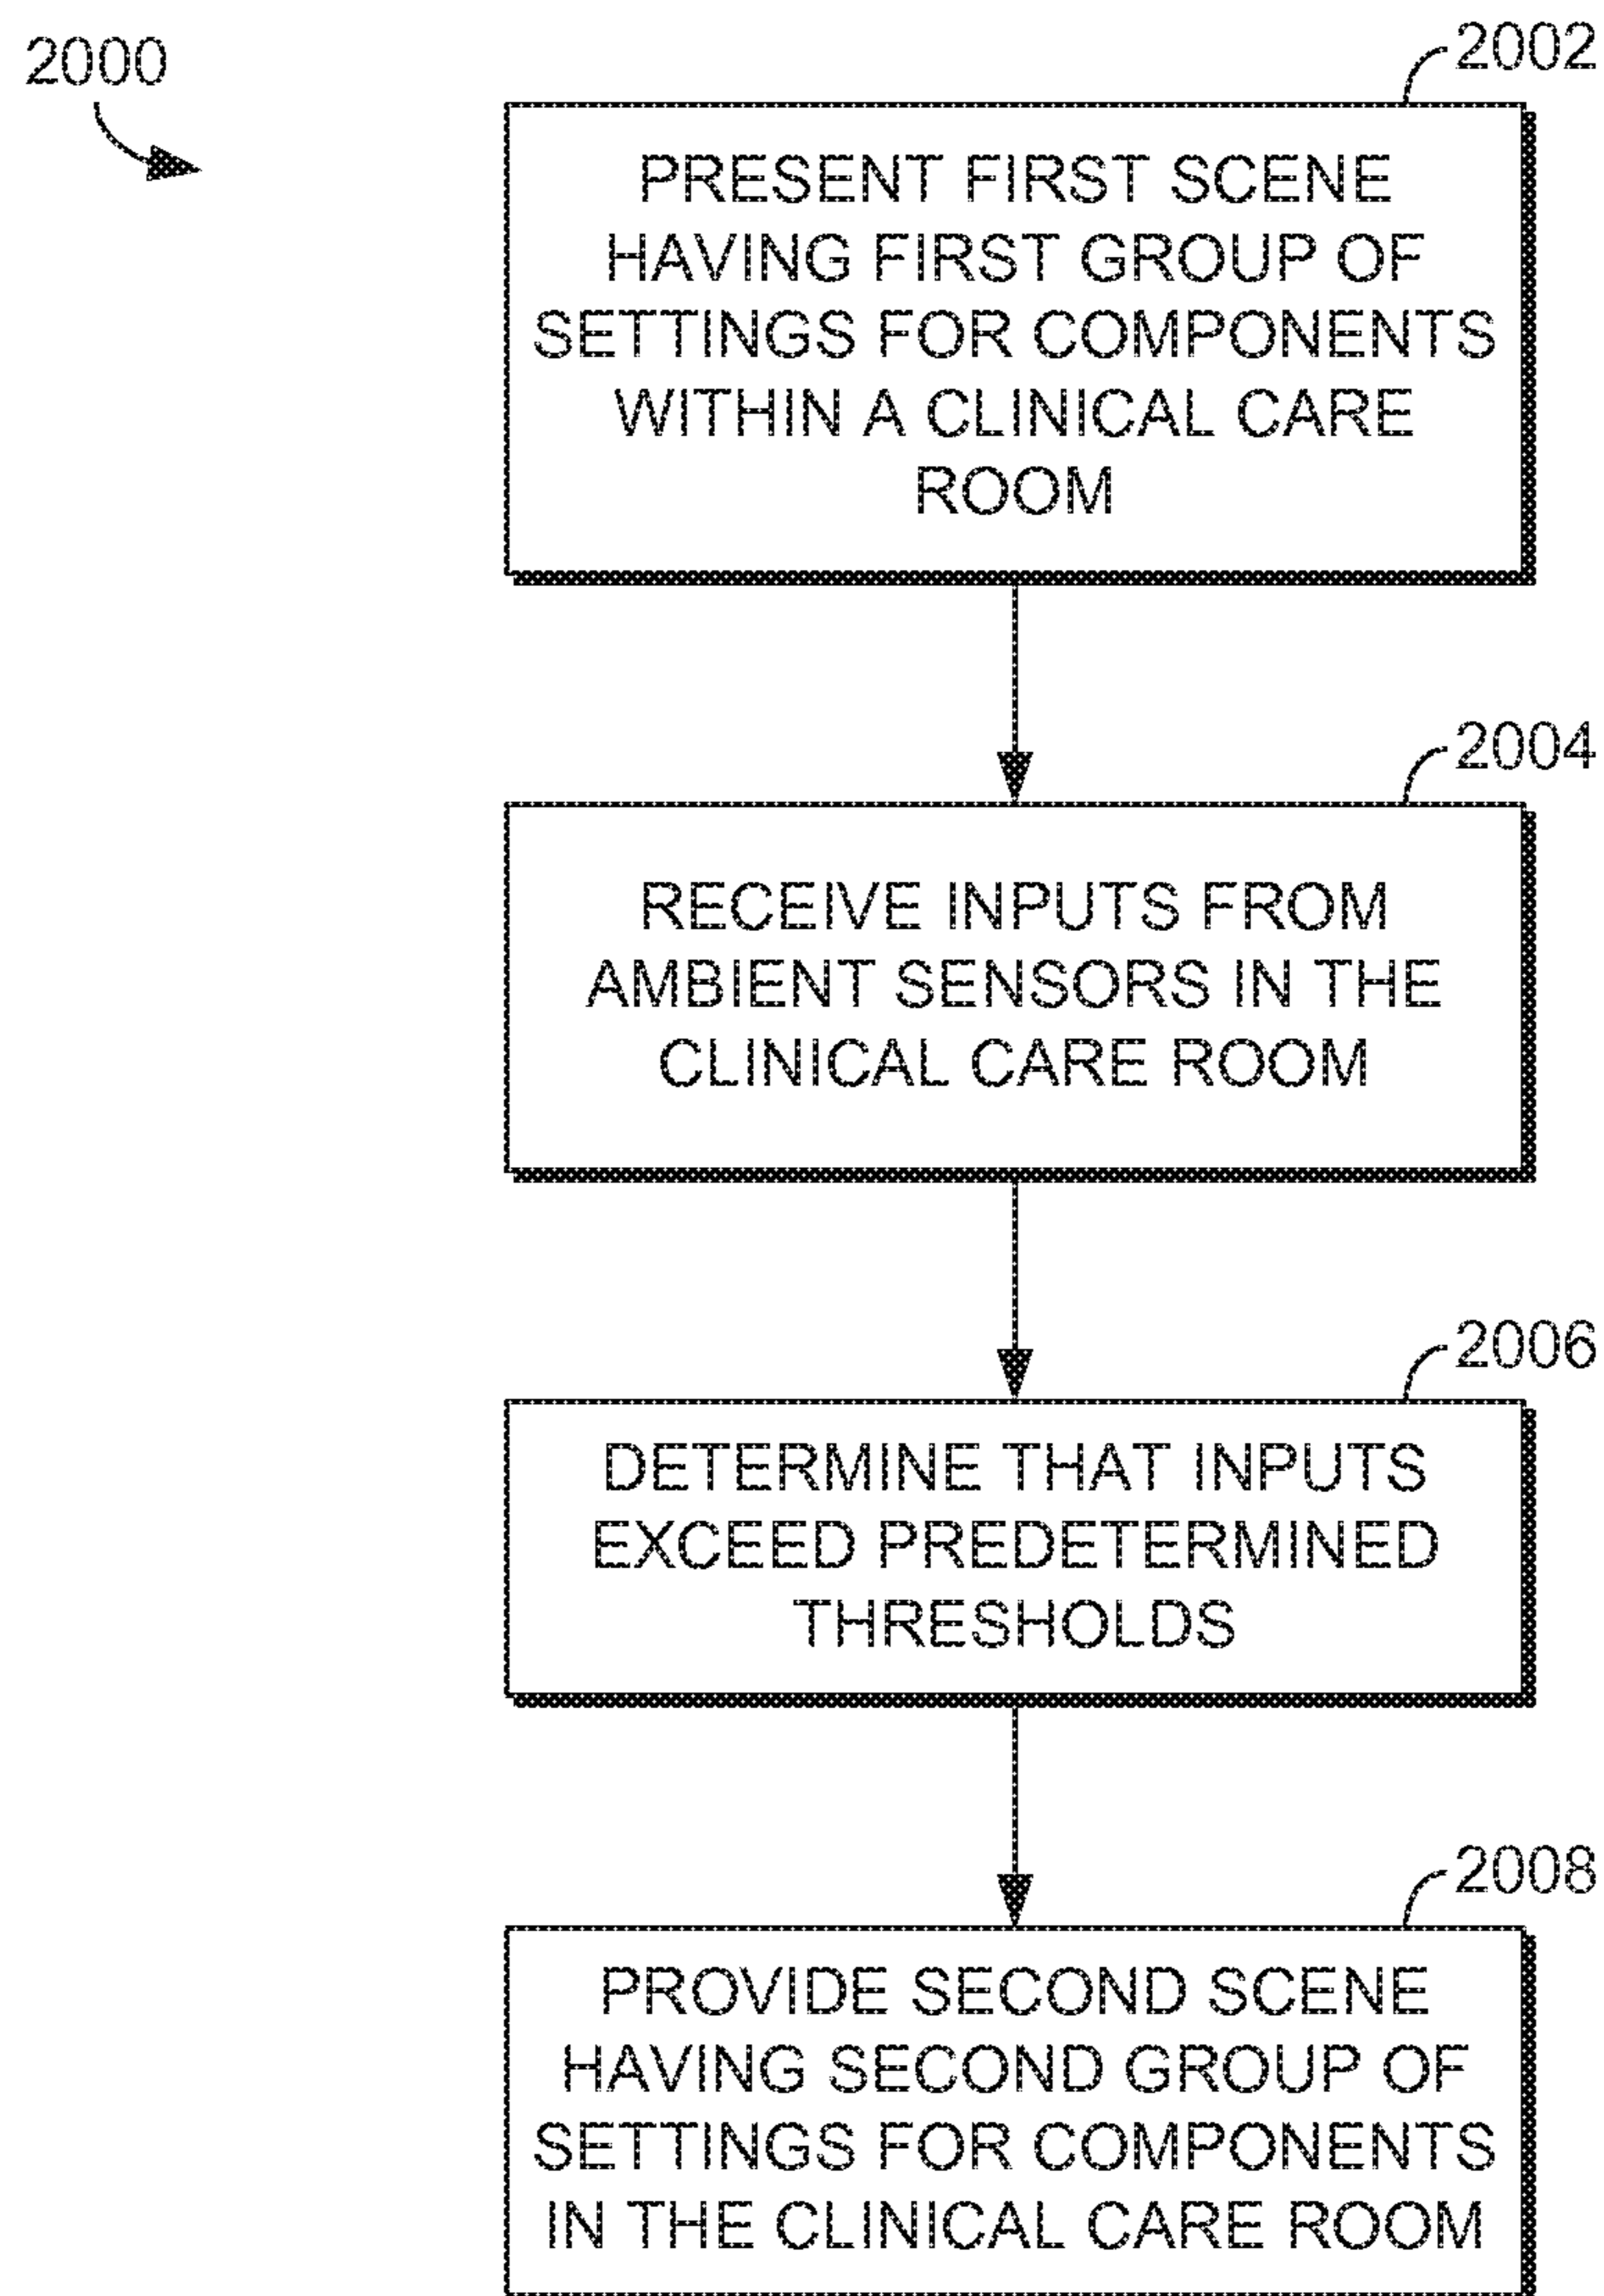 2000
2002
PRESENT FIRST SCENE
HAVING FIRST GROUP OF
SETTINGS FOR COMPONENTS
WITHIN A CLINICAL CARE
ROOM
2004
RECEIVE INPUTS FROM
AMBIENT SENSORS IN THE
CLINICAL CARE ROOM
2006
DETERMINE THAT INPUTS
EXCEED PREDETERMINED
THRESHOLDS
2008
PROVIDE SECOND SCENE
HAVING SECOND GROUP OF
SETTINGS FOR COMPONENTS
IN THE CLINICAL CARE ROOM